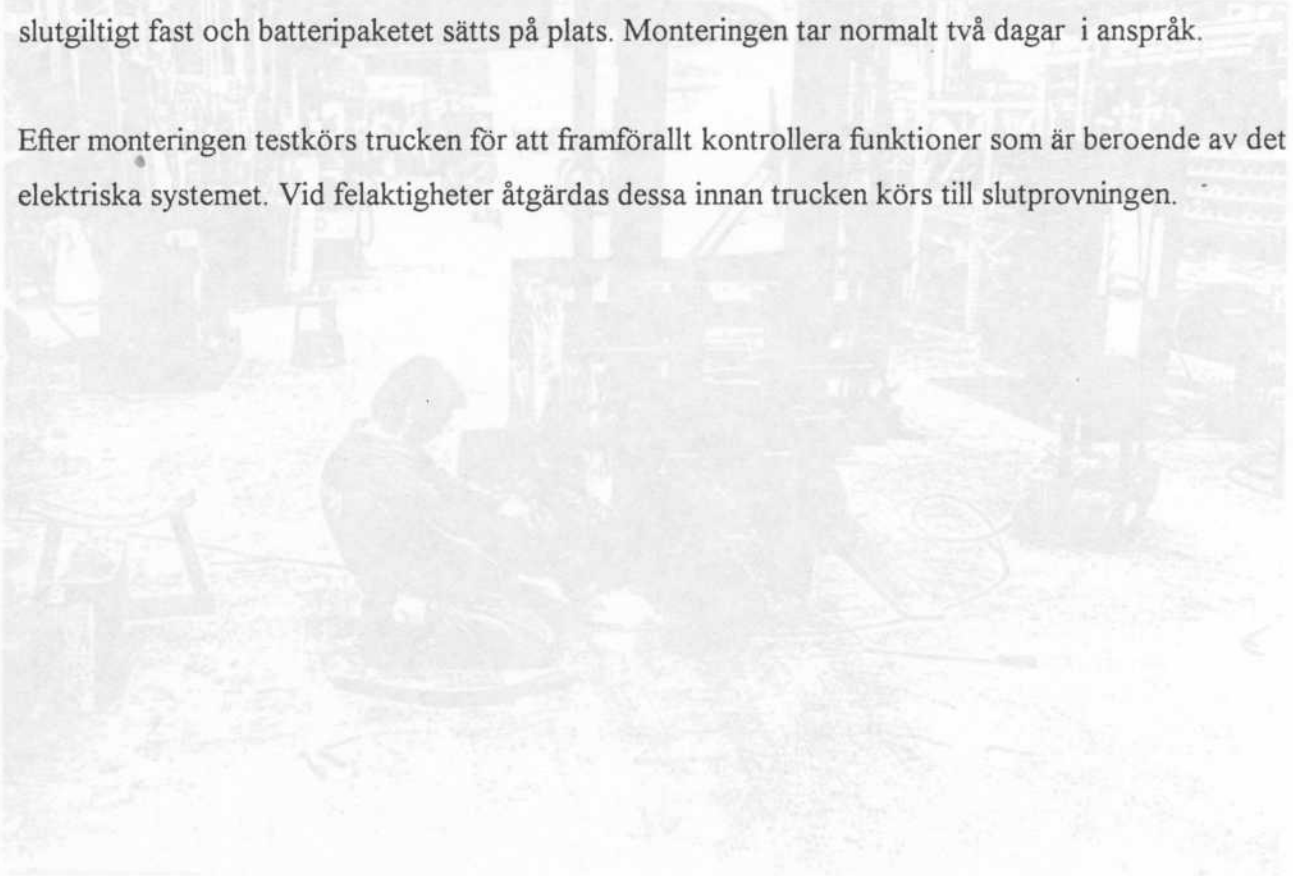 slutgiltigt fast och batteripaketet sätts på plats. Monteringen tar normalt två dagar i anspråk.
Efter monteringen testkörs trucken för att framförallt kontrollera funktioner som är beroende av det
elektriska systemet. Vid felaktigheter åtgärdas dessa innan trucken körs till slutprovningen.